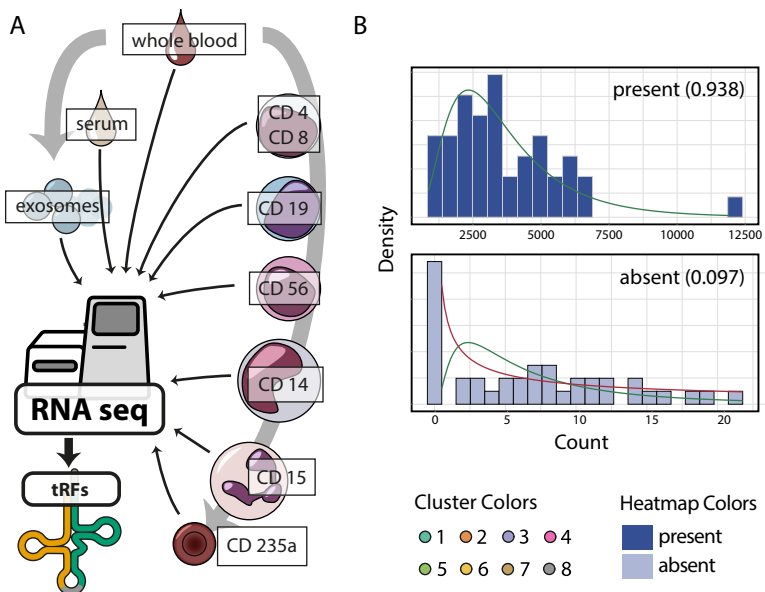 A
whole blood
serum
exosomes
CD 4
CD 8
CD 19
CD 56
CD 14
CD 15
CD 235a
RNA seq
tRFs
B
present (0.938)
2500 5000 7500 10000 12500
Density
absent (0.097)
0 5 10 15 20
Count
Cluster Colors
1 2 3 4
5 6 7 8
Heatmap Colors
present
absent